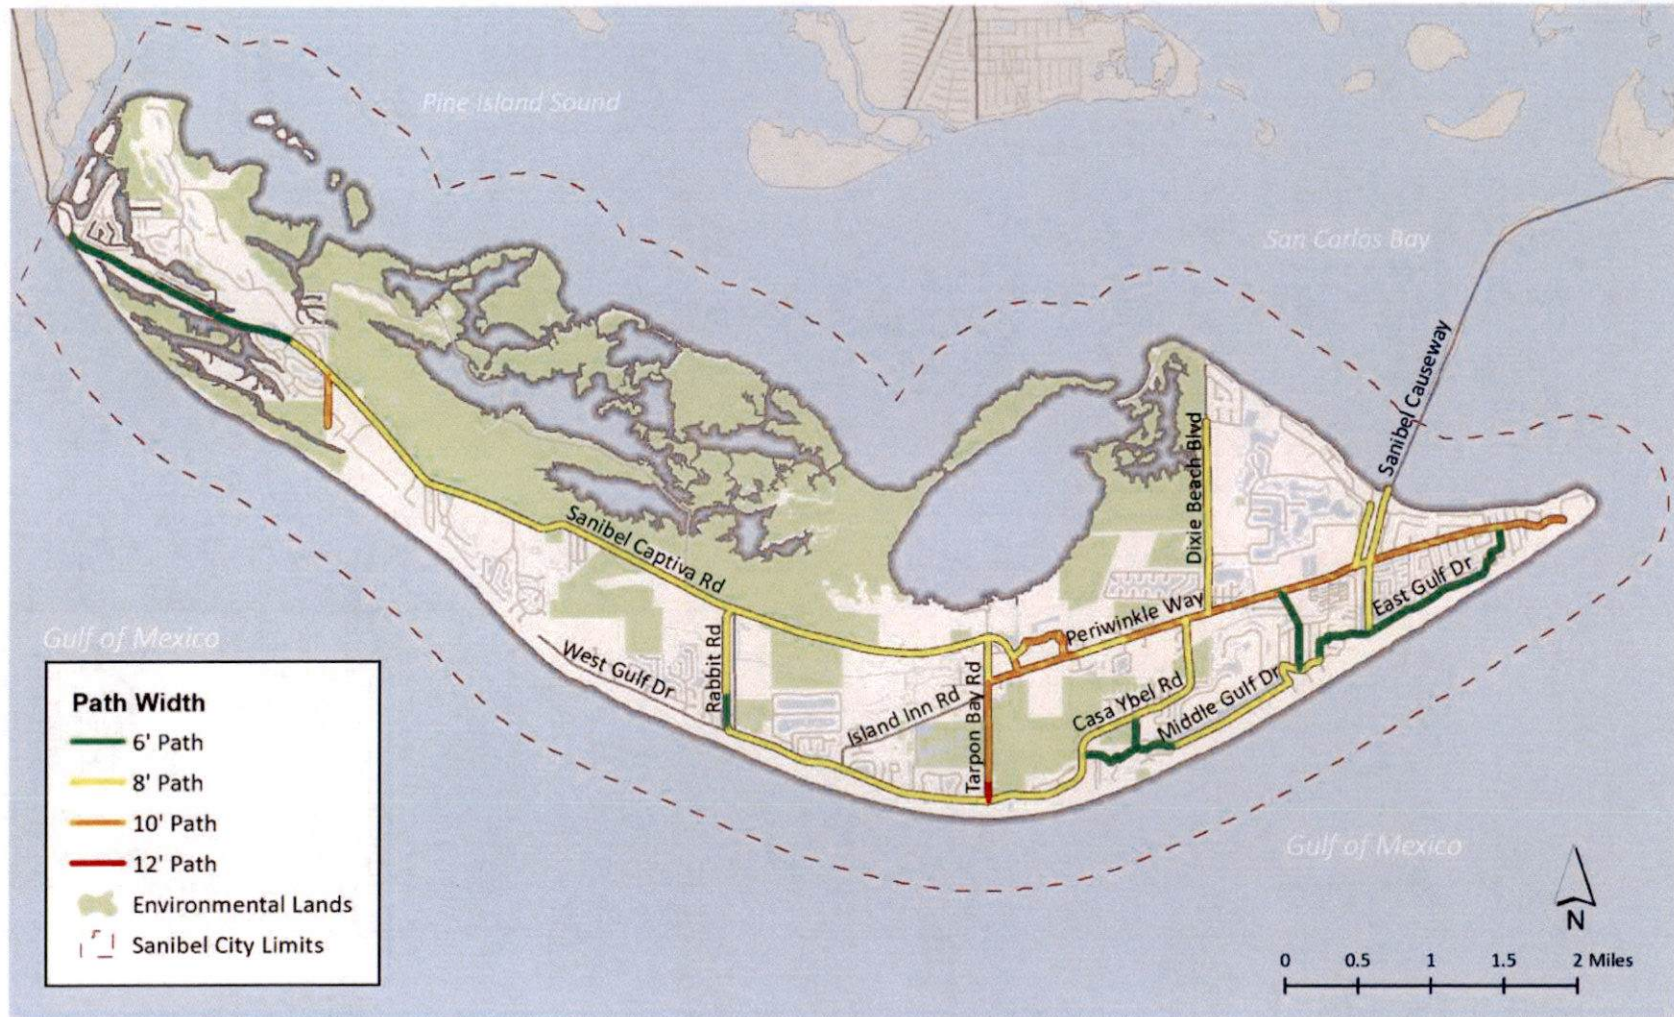 Pine Island Sound
San Carlos Bay
Sanibel Causeway
Dixie Beach Blvd
Sanibel Captiva Rd
Periwinkle Way
East Gulf Dr
Gulf of Mexico
West Gulf Dr
Rabbit Rd
Island Inn Rd
Tarpon Bay Rd
Casa Ybel Rd
Middle Gulf Dr
Path Width
6' Path
8' Path
10' Path
12' Path
Environmental Lands
Sanibel City Limits
Gulf of Mexico
N
0 0.5 1 1.5 2 Miles